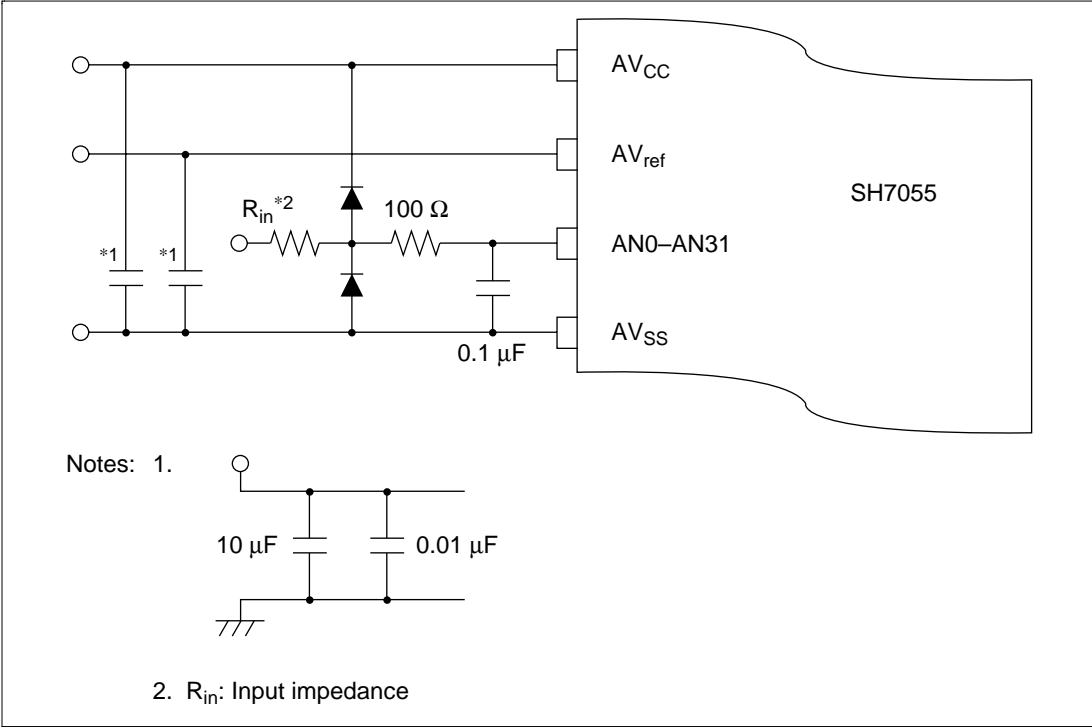 AVCC
AVref
SH7055
Rin*2
100 Ω
*1
*1
AN0–AN31
AVSS
0.1 μF
Notes: 1.
10 μF
0.01 μF
2. Rin: Input impedance